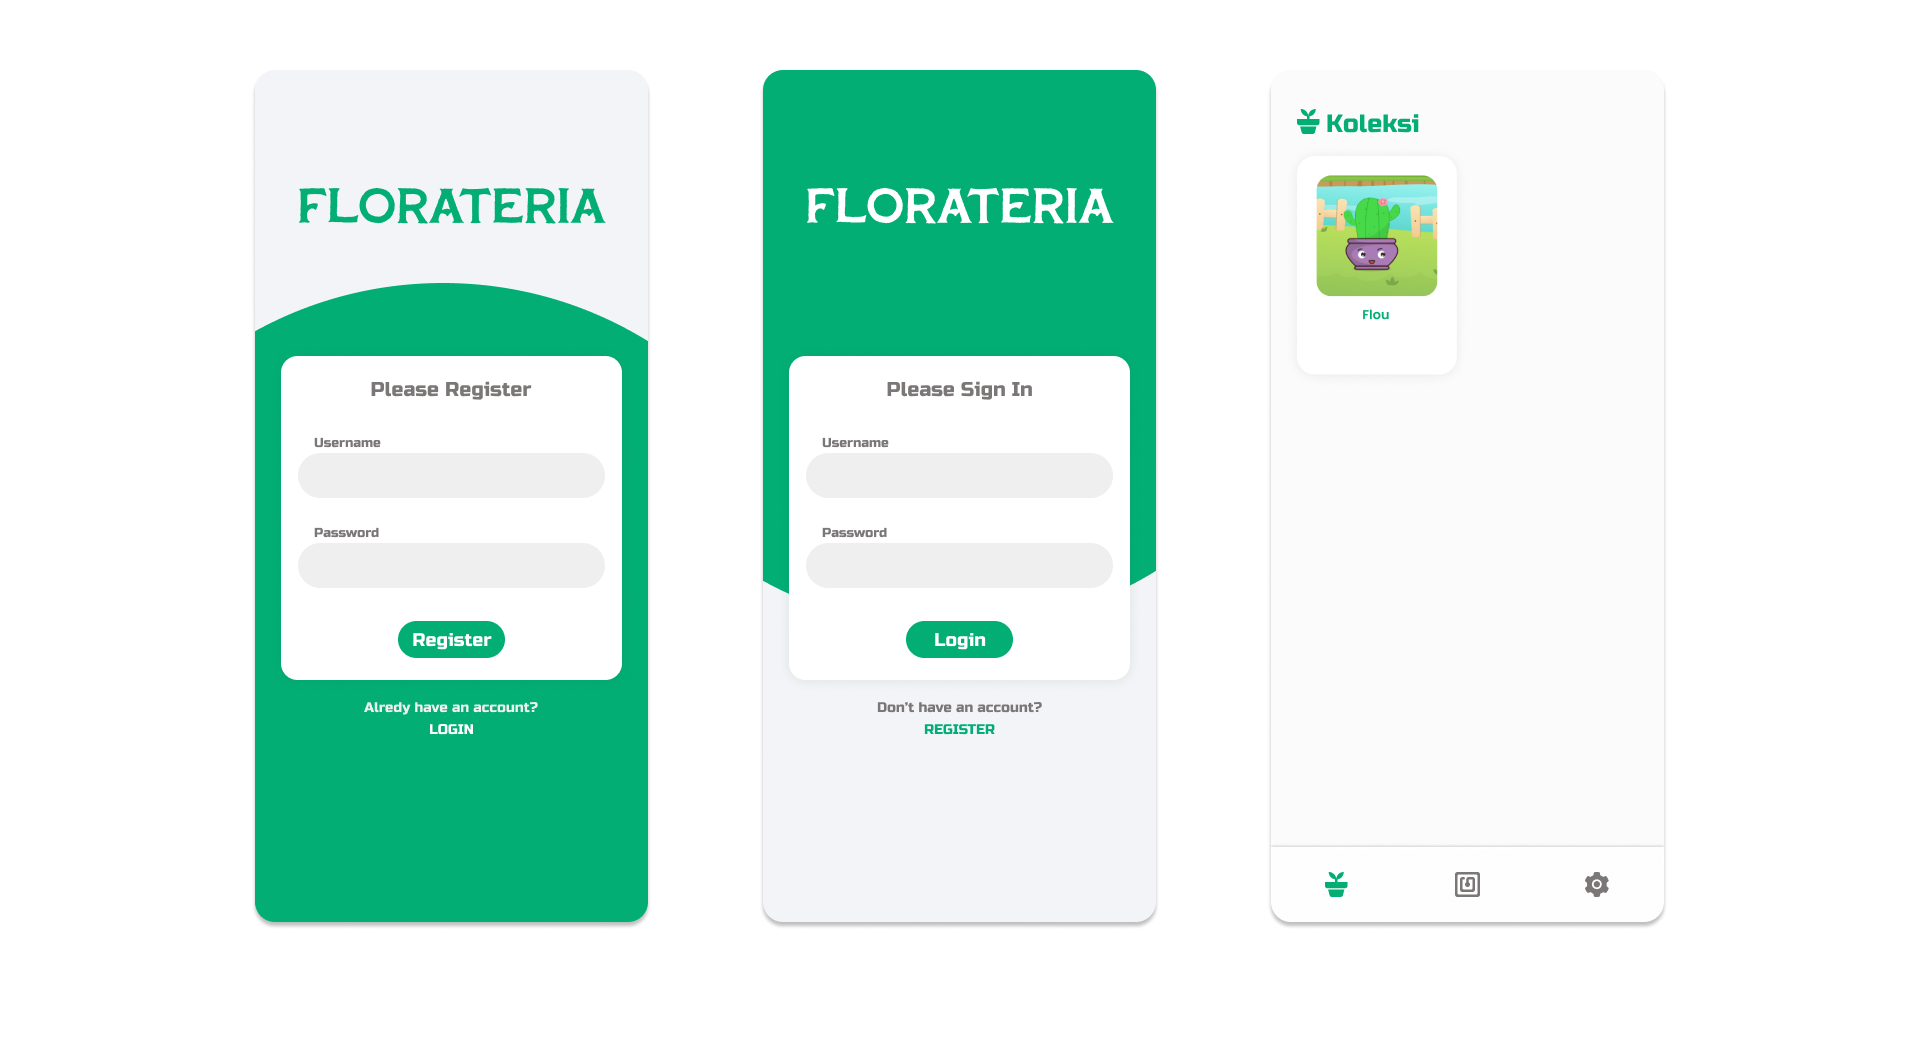 FLORATERIA
Please Register
Username
Password
Register
Alredy have an account?
LOGIN
FLORATERIA
Please Sign In
Username
Password
Login
Don't have an account?
REGISTER
Koleksi
Flou